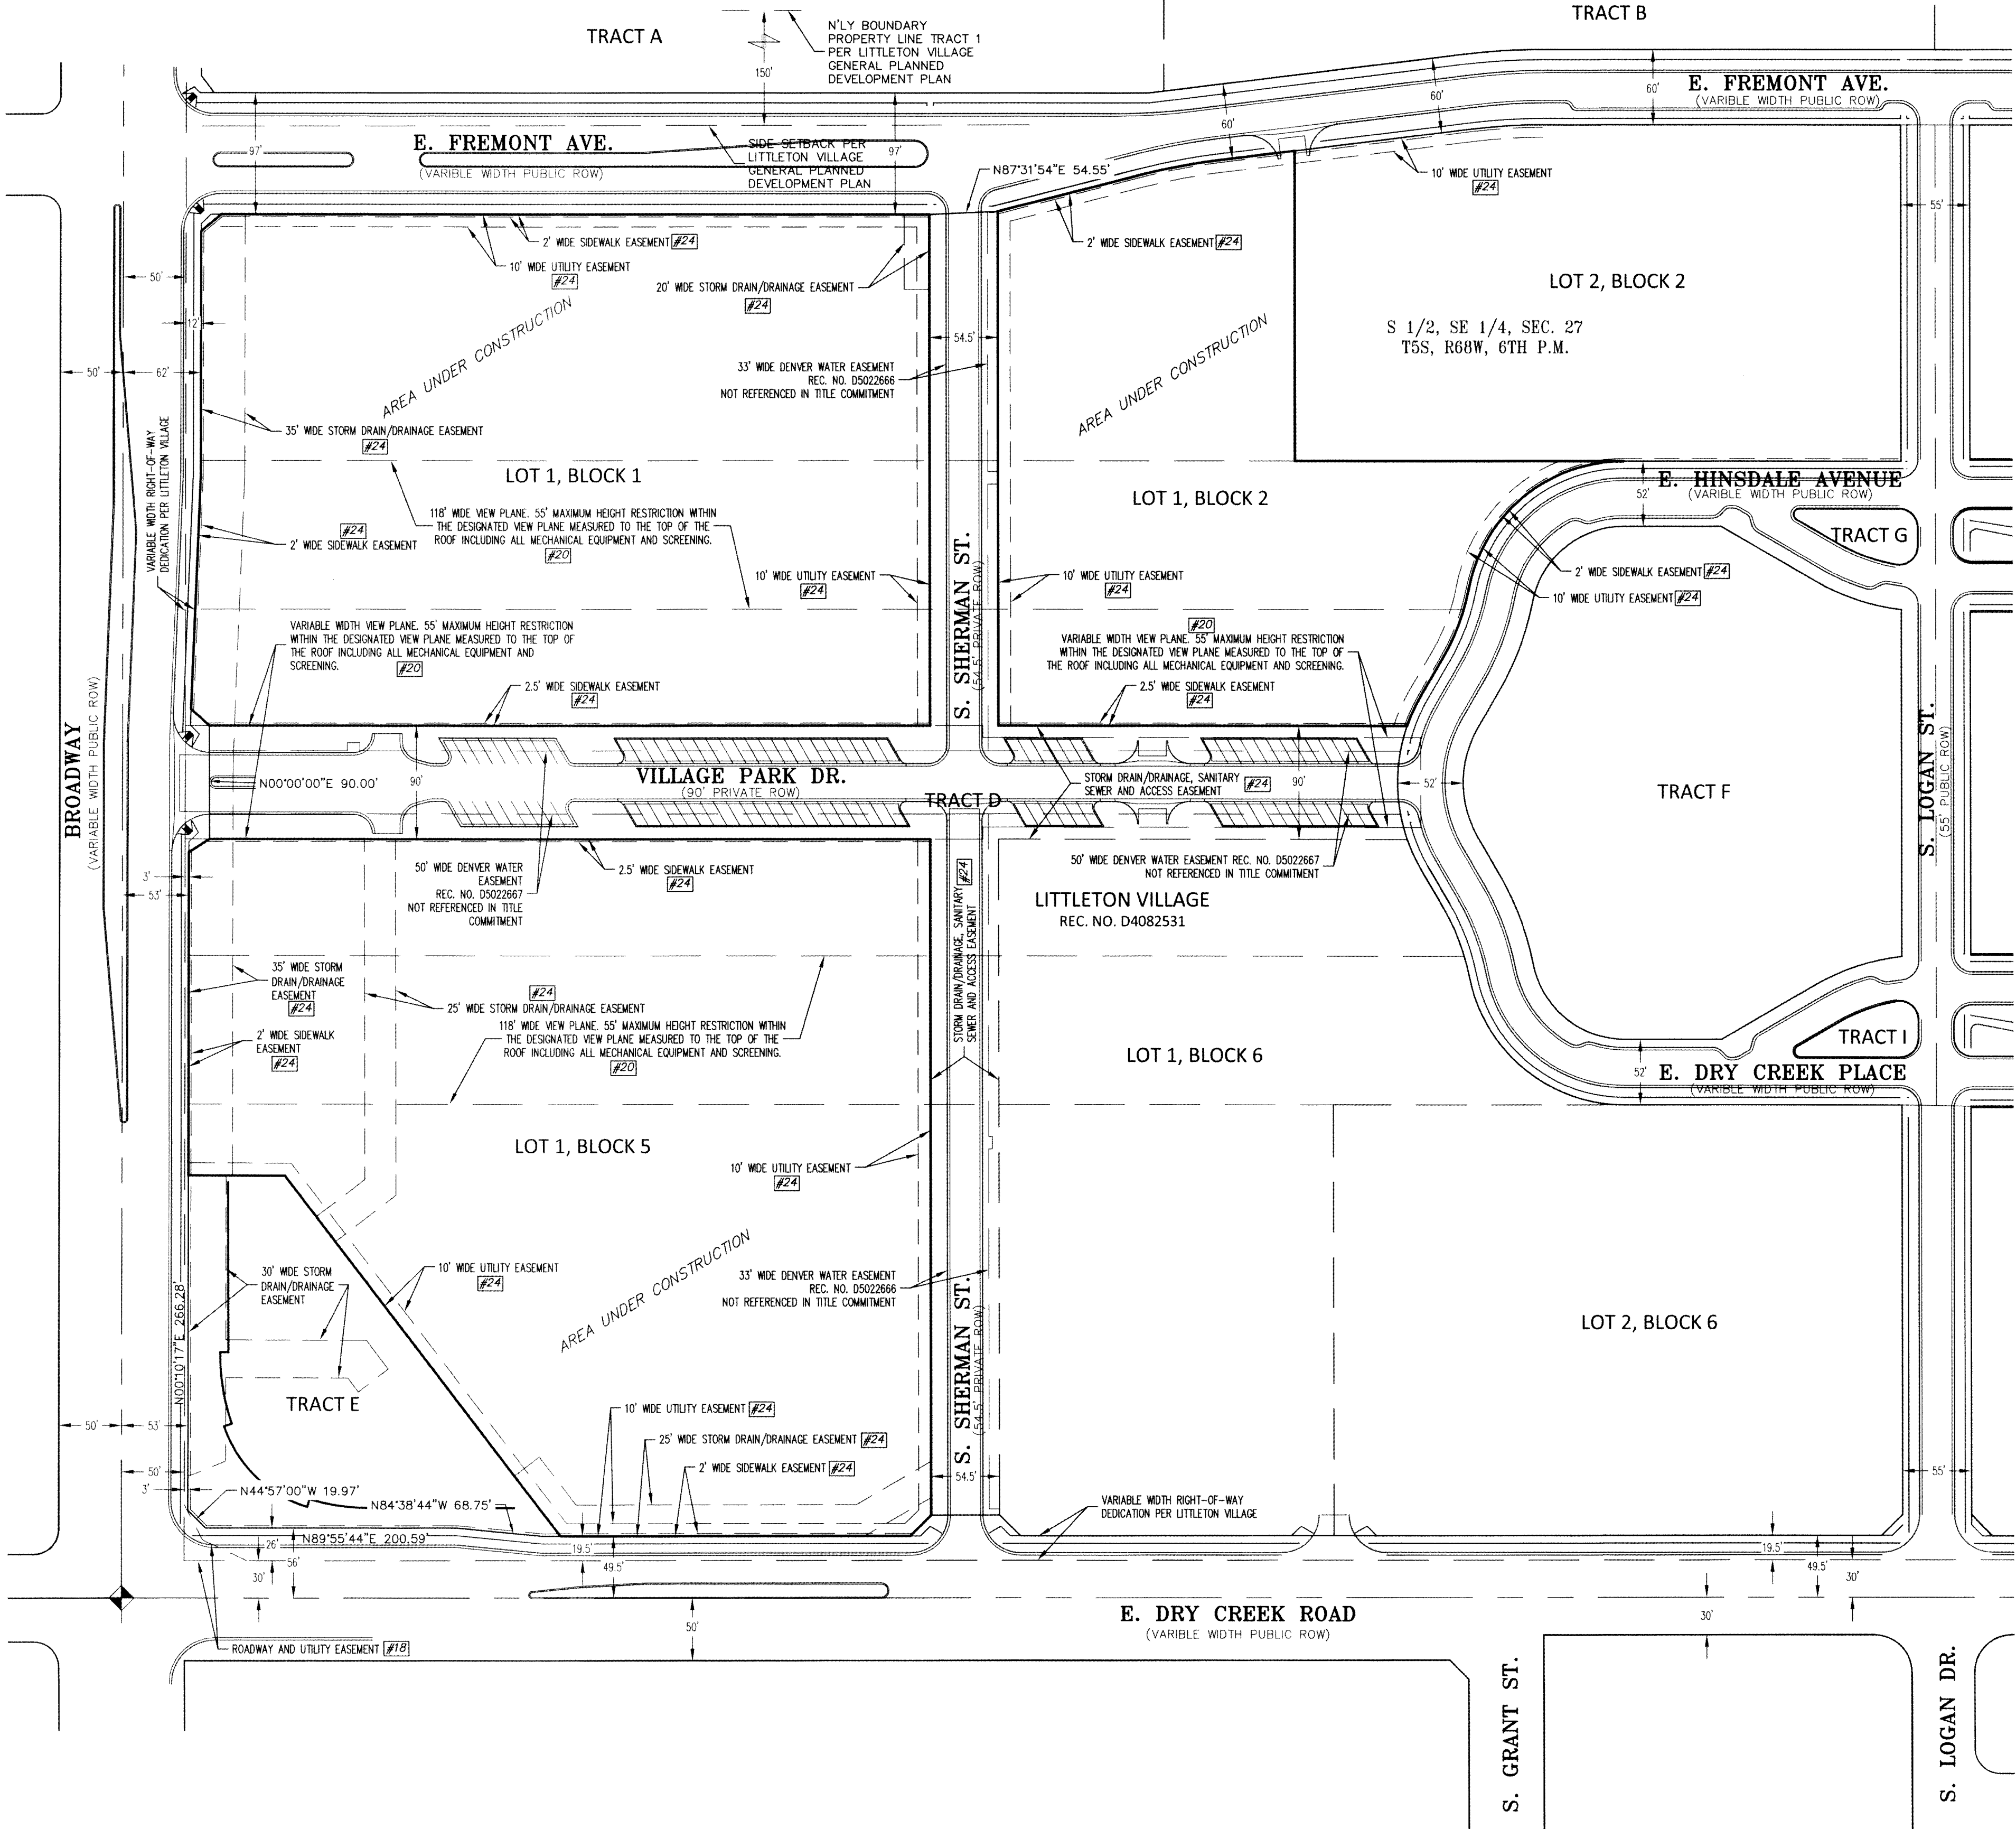 TRACT A
TRACT B
N'LY BOUNDARY
PROPERTY LINE TRACT 1
PER LITTLETON VILLAGE
GENERAL PLANNED
DEVELOPMENT PLAN
150'
E. FREMONT AVE.
(VARIBLE WIDTH PUBLIC ROW)
60'
60'
60'
97'
E. FREMONT AVE.
(VARIBLE WIDTH PUBLIC ROW)
SIDE SETBACK PER
LITTLETON VILLAGE
GENERAL PLANNED
DEVELOPMENT PLAN
97'
N87°31'54"E 54.55'
10' WIDE UTILITY EASEMENT
#24
55'
2' WIDE SIDEWALK EASEMENT #24
10' WIDE UTILITY EASEMENT
#24
20' WIDE STORM DRAIN/DRAINAGE EASEMENT
#24
2' WIDE SIDEWALK EASEMENT #24
50'
12'
50'
62'
AREA UNDER CONSTRUCTION
54.5'
33' WIDE DENVER WATER EASEMENT
REC. NO. D5022666
NOT REFERENCED IN TITLE COMMITMENT
AREA UNDER CONSTRUCTION
LOT 2, BLOCK 2
S 1/2, SE 1/4, SEC. 27
T5S, R68W, 6TH P.M.
35' WIDE STORM DRAIN/DRAINAGE EASEMENT
#24
VARIABLE WIDTH RIGHT-OF-WAY
DEDICATION PER LITTLETON VILLAGE
LOT 1, BLOCK 1
LOT 1, BLOCK 2
E. HINSDALE AVENUE
(VARIBLE WIDTH PUBLIC ROW)
52'
TRACT G
118' WIDE VIEW PLANE. 55' MAXIMUM HEIGHT RESTRICTION WITHIN
THE DESIGNATED VIEW PLANE MEASURED TO THE TOP OF THE
ROOF INCLUDING ALL MECHANICAL EQUIPMENT AND SCREENING.
#20
#24
2' WIDE SIDEWALK EASEMENT
10' WIDE UTILITY EASEMENT
#24
10' WIDE UTILITY EASEMENT
#24
2' WIDE SIDEWALK EASEMENT #24
10' WIDE UTILITY EASEMENT #24
S. SHERMAN ST.
(54.5' PRIVATE ROW)
VARIABLE WIDTH VIEW PLANE. 55' MAXIMUM HEIGHT RESTRICTION
WITHIN THE DESIGNATED VIEW PLANE MEASURED TO THE TOP OF
THE ROOF INCLUDING ALL MECHANICAL EQUIPMENT AND
SCREENING.
#20
#20
VARIABLE WIDTH VIEW PLANE. 55' MAXIMUM HEIGHT RESTRICTION
WITHIN THE DESIGNATED VIEW PLANE MEASURED TO THE TOP OF
THE ROOF INCLUDING ALL MECHANICAL EQUIPMENT AND SCREENING.
2.5' WIDE SIDEWALK EASEMENT
#24
2.5' WIDE SIDEWALK EASEMENT
#24
BROADWAY
(VARIABLE WIDTH PUBLIC ROW)
N00°00'00"E 90.00'
90'
VILLAGE PARK DR.
(90' PRIVATE ROW)
TRACT D
STORM DRAIN/DRAINAGE, SANITARY
SEWER AND ACCESS EASEMENT
#24
90'
52'
TRACT F
S. LOGAN ST.
(55' PUBLIC ROW)
3'
53'
50' WIDE DENVER WATER
EASEMENT
REC. NO. D5022667
NOT REFERENCED IN TITLE
COMMITMENT
2.5' WIDE SIDEWALK EASEMENT
#24
50' WIDE DENVER WATER EASEMENT REC. NO. D5022667
NOT REFERENCED IN TITLE COMMITMENT
STORM DRAIN/DRAINAGE, SANITARY
SEWER AND ACCESS EASEMENT
#24
LITTLETON VILLAGE
REC. NO. D4082531
35' WIDE STORM
DRAIN/DRAINAGE
EASEMENT
#24
#24
25' WIDE STORM DRAIN/DRAINAGE EASEMENT
2' WIDE SIDEWALK
EASEMENT
#24
118' WIDE VIEW PLANE. 55' MAXIMUM HEIGHT RESTRICTION WITHIN
THE DESIGNATED VIEW PLANE MEASURED TO THE TOP OF THE
ROOF INCLUDING ALL MECHANICAL EQUIPMENT AND SCREENING.
#20
LOT 1, BLOCK 6
TRACT I
52'
E. DRY CREEK PLACE
(VARIBLE WIDTH PUBLIC ROW)
LOT 1, BLOCK 5
10' WIDE UTILITY EASEMENT
#24
30' WIDE STORM
DRAIN/DRAINAGE
EASEMENT
10' WIDE UTILITY EASEMENT
#24
AREA UNDER CONSTRUCTION
33' WIDE DENVER WATER EASEMENT
REC. NO. D5022666
NOT REFERENCED IN TITLE COMMITMENT
LOT 2, BLOCK 6
N00°10'17"E 266.28'
S. SHERMAN ST.
(54.5' PRIVATE ROW)
TRACT E
50'
53'
10' WIDE UTILITY EASEMENT #24
25' WIDE STORM DRAIN/DRAINAGE EASEMENT #24
2' WIDE SIDEWALK EASEMENT #24
50'
3'
54.5'
55'
N44°57'00"W 19.97'
N84°38'44"W 68.75'
VARIABLE WIDTH RIGHT-OF-WAY
DEDICATION PER LITTLETON VILLAGE
N89°55'44"E 200.59'
26'
56'
30'
19.5'
49.5'
19.5'
49.5'
30'
E. DRY CREEK ROAD
(VARIBLE WIDTH PUBLIC ROW)
50'
30'
ROADWAY AND UTILITY EASEMENT #18
S. GRANT ST.
S. LOGAN DR.